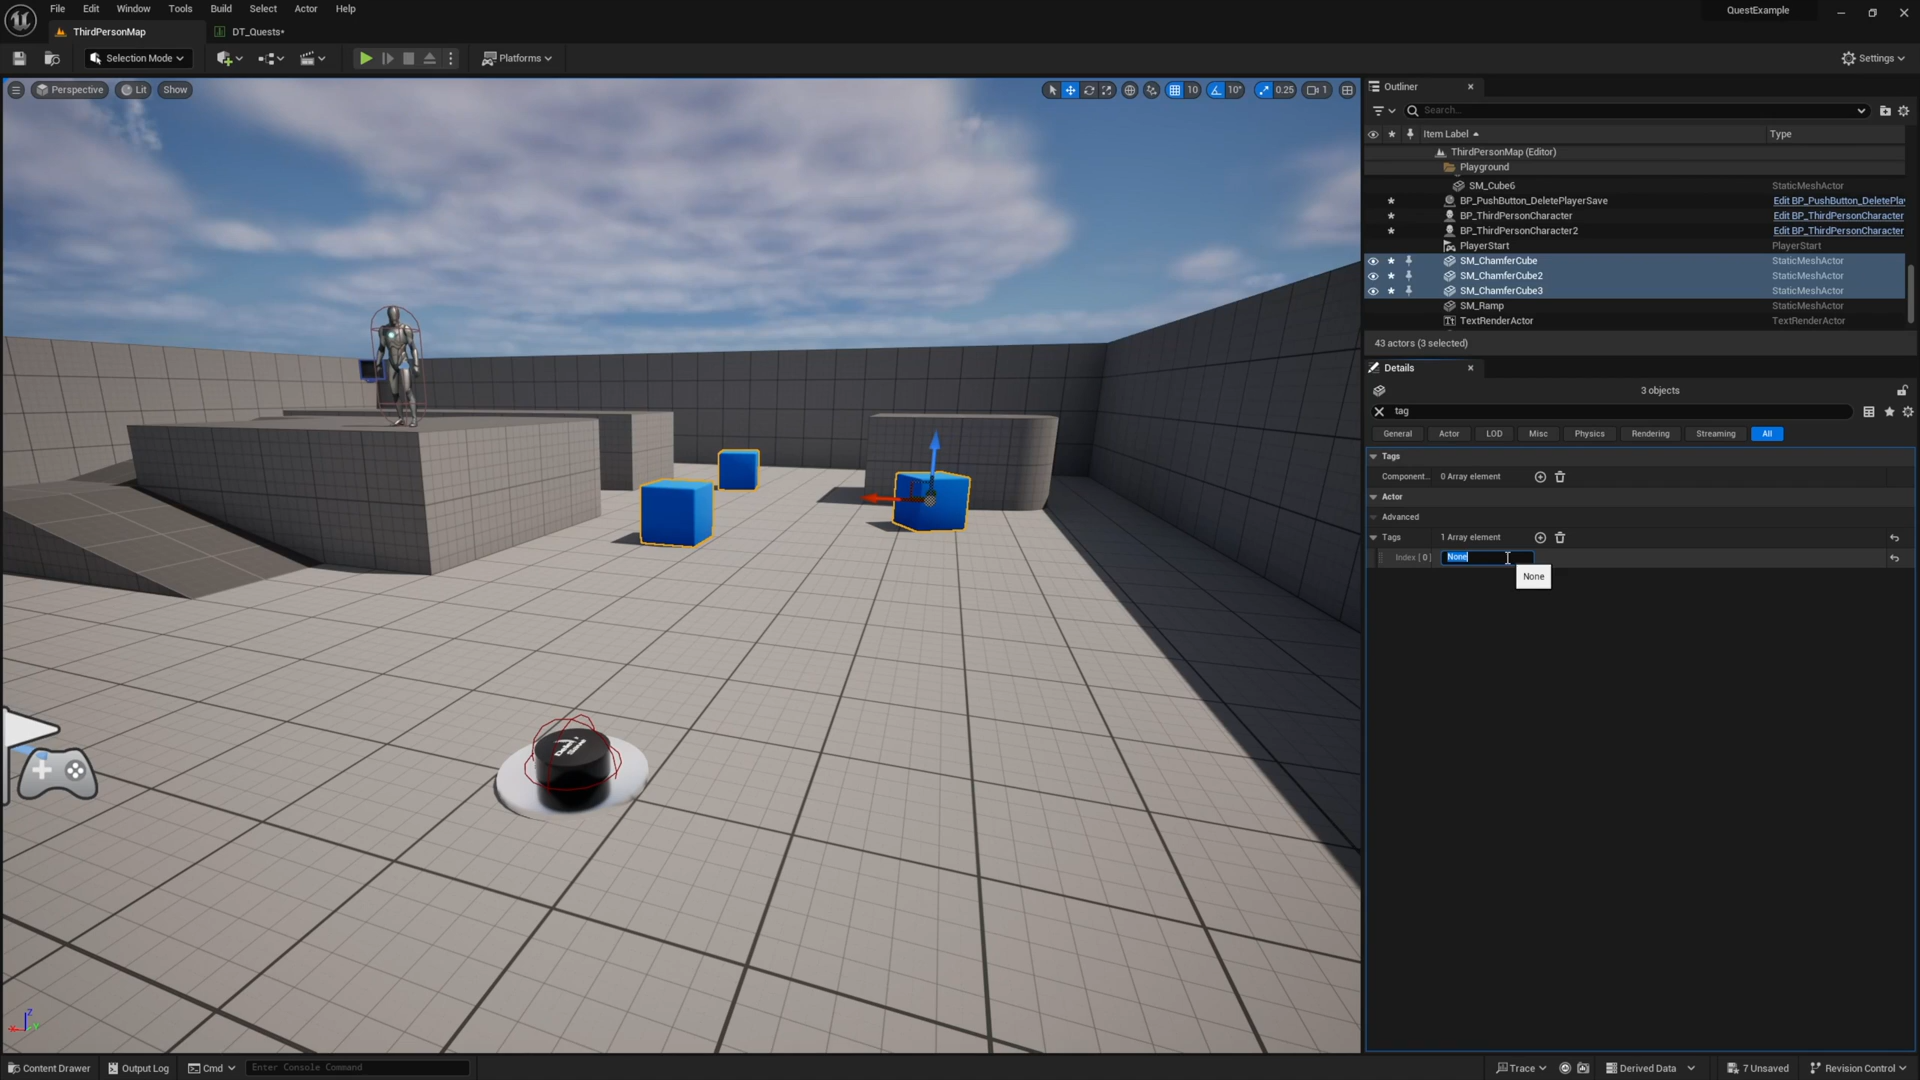 File Edit Window Tools Build Select Actor Help
QuestExample
ThirdPersonMap
DT_Quests*
Selection Mode
Platforms
Settings
Perspective Lit Show
10 10° 0.25 1
Outliner
Search...
Item Label Type
ThirdPersonMap (Editor)
Playground
SM_Cube6 StaticMeshActor
BP_PushButton_DeletePlayerSave Edit BP_PushButton_DeletePla
BP_ThirdPersonCharacter Edit BP_ThirdPersonCharacter
BP_ThirdPersonCharacter2 Edit BP_ThirdPersonCharacter
PlayerStart PlayerStart
SM_ChamferCube StaticMeshActor
SM_ChamferCube2 StaticMeshActor
SM_ChamferCube3 StaticMeshActor
SM_Ramp StaticMeshActor
TextRenderActor TextRenderActor
43 actors (3 selected)
Details
3 objects
tag
General Actor LOD Misc Physics Rendering Streaming All
Tags
Component... 0 Array element
Actor
Advanced
Tags 1 Array element
Index [ 0 ] None
None
Z
X
Y
Content Drawer Output Log Cmd Enter Console Command
Trace Derived Data 7 Unsaved Revision Control